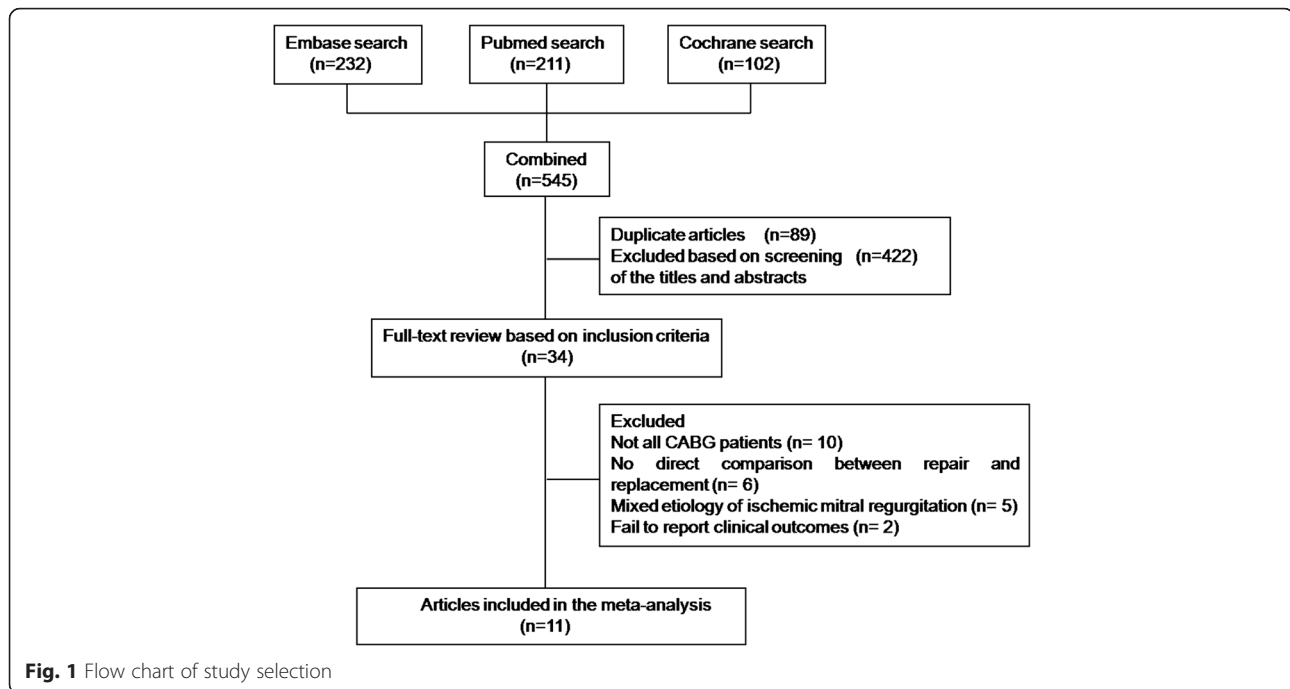 Embase search
(n=232)
Pubmed search
(n=211)
Cochrane search
(n=102)
Combined
(n=545)
Duplicate articles (n=89)
Excluded based on screening (n=422)
of the titles and abstracts
Full-text review based on inclusion criteria
(n=34)
Excluded
Not all CABG patients (n= 10)
No direct comparison between repair and
replacement (n= 6)
Mixed etiology of ischemic mitral regurgitation (n= 5)
Fail to report clinical outcomes (n= 2)
Articles included in the meta-analysis
(n=11)
Fig. 1 Flow chart of study selection